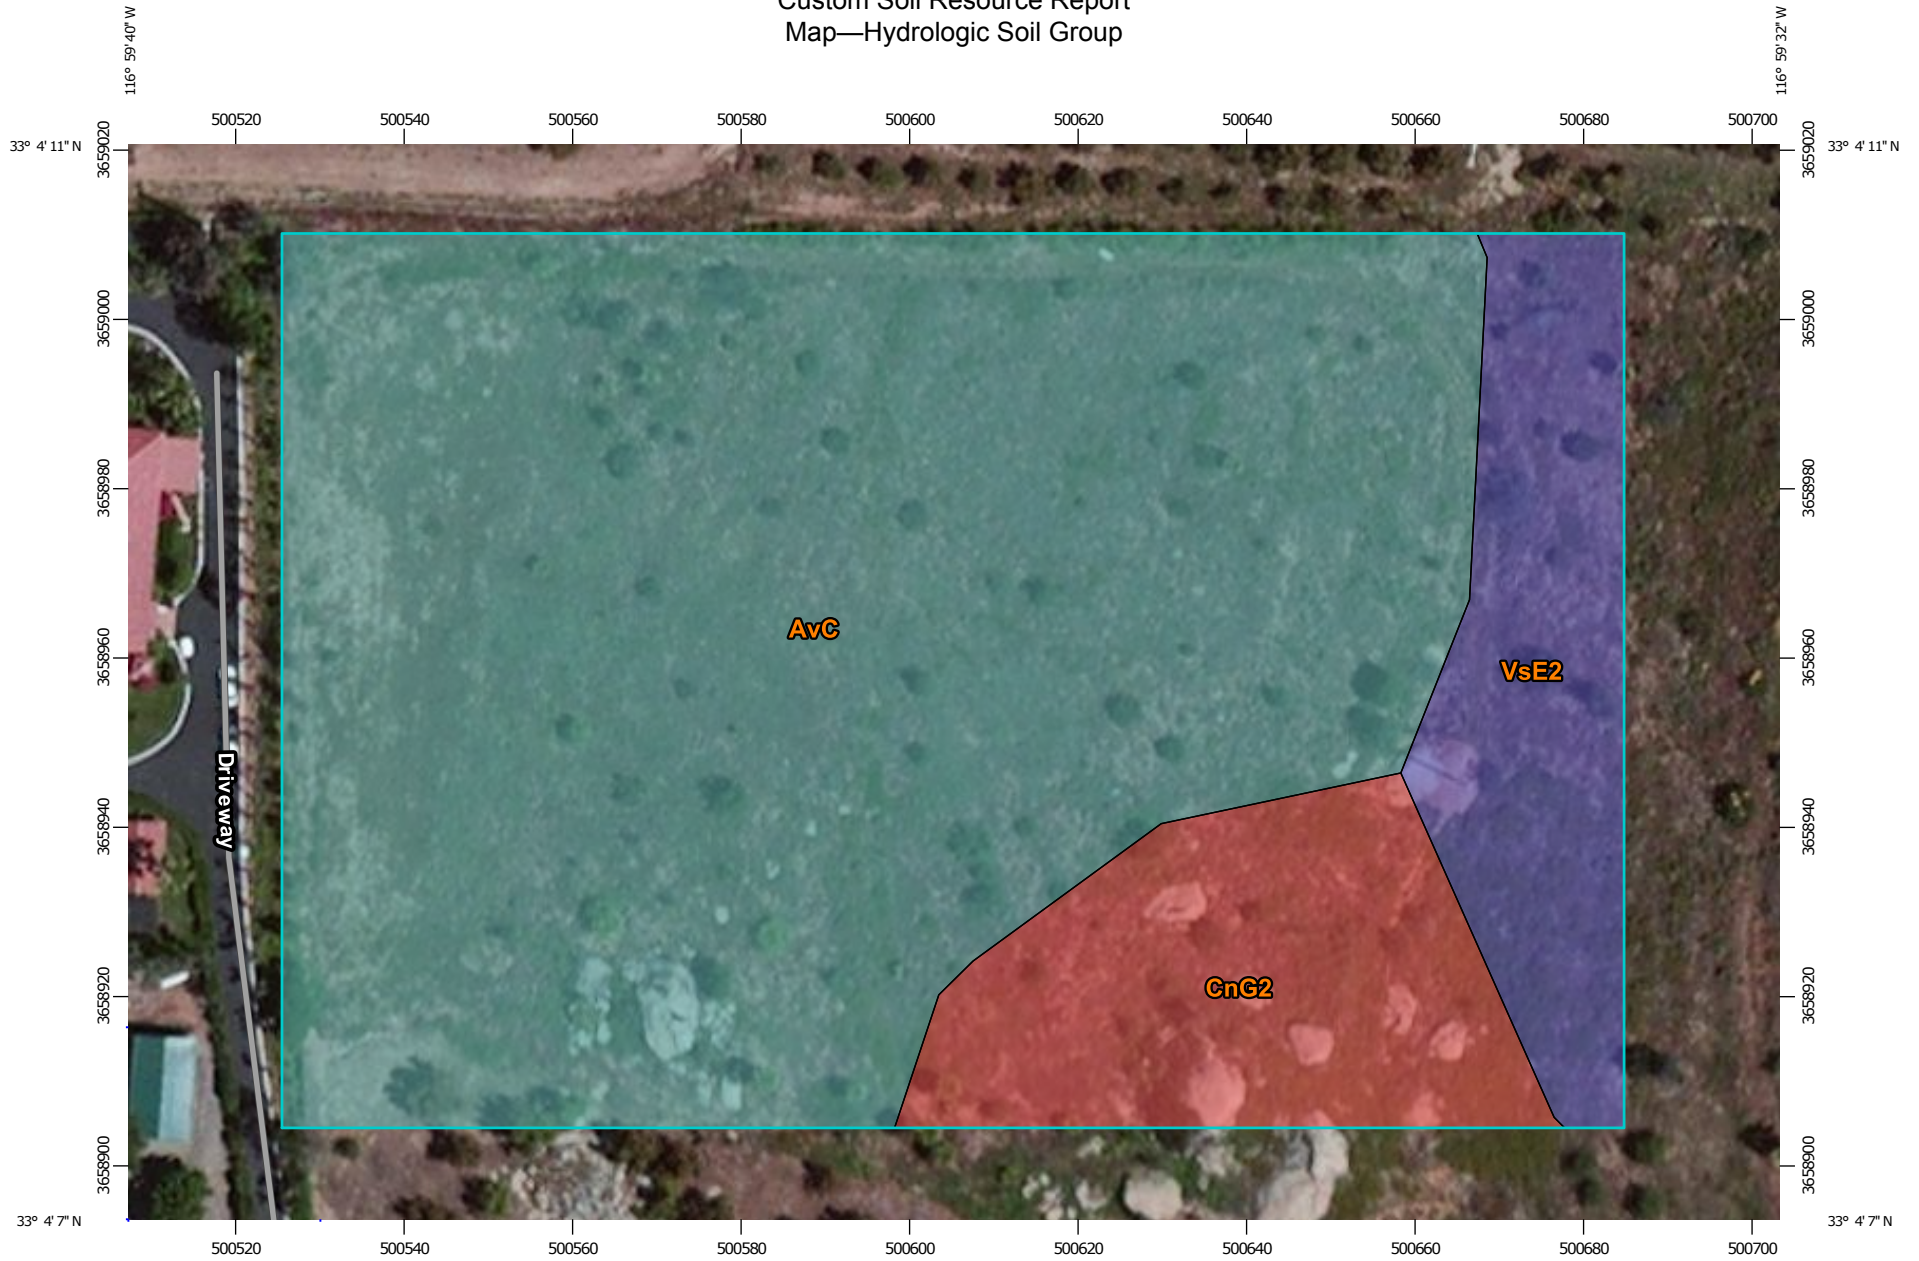 Custom Soil Resource Report
Map—Hydrologic Soil Group
116° 59' 40'' W
116° 59' 32'' W
500520 500540 500560 500580 500600 500620 500640 500660 500680 500700
33° 4' 11'' N
33° 4' 11'' N
3659020
3659020
3659000
3659000
3658980
3658980
3658960
3658960
3658940
3658940
3658920
3658920
3658900
3658900
AvC
VsE2
Driveway
CnG2
33° 4' 7'' N
33° 4' 7'' N
500520 500540 500560 500580 500600 500620 500640 500660 500680 500700